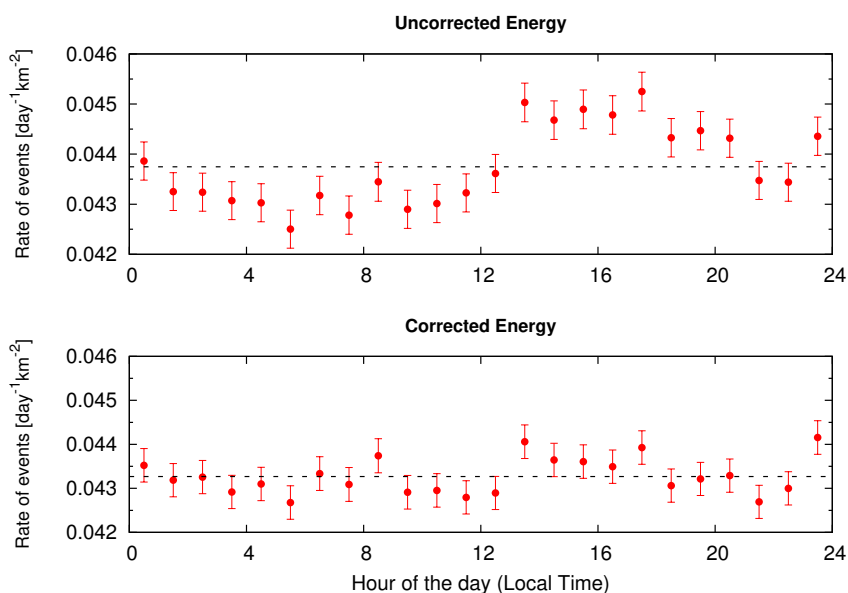 Uncorrected Energy
Rate of events [day⁻¹km⁻²]
0.046
0.045
0.044
0.043
0.042
0 4 8 12 16 20 24
Corrected Energy
Rate of events [day⁻¹km⁻²]
0.046
0.045
0.044
0.043
0.042
0 4 8 12 16 20 24
Hour of the day (Local Time)